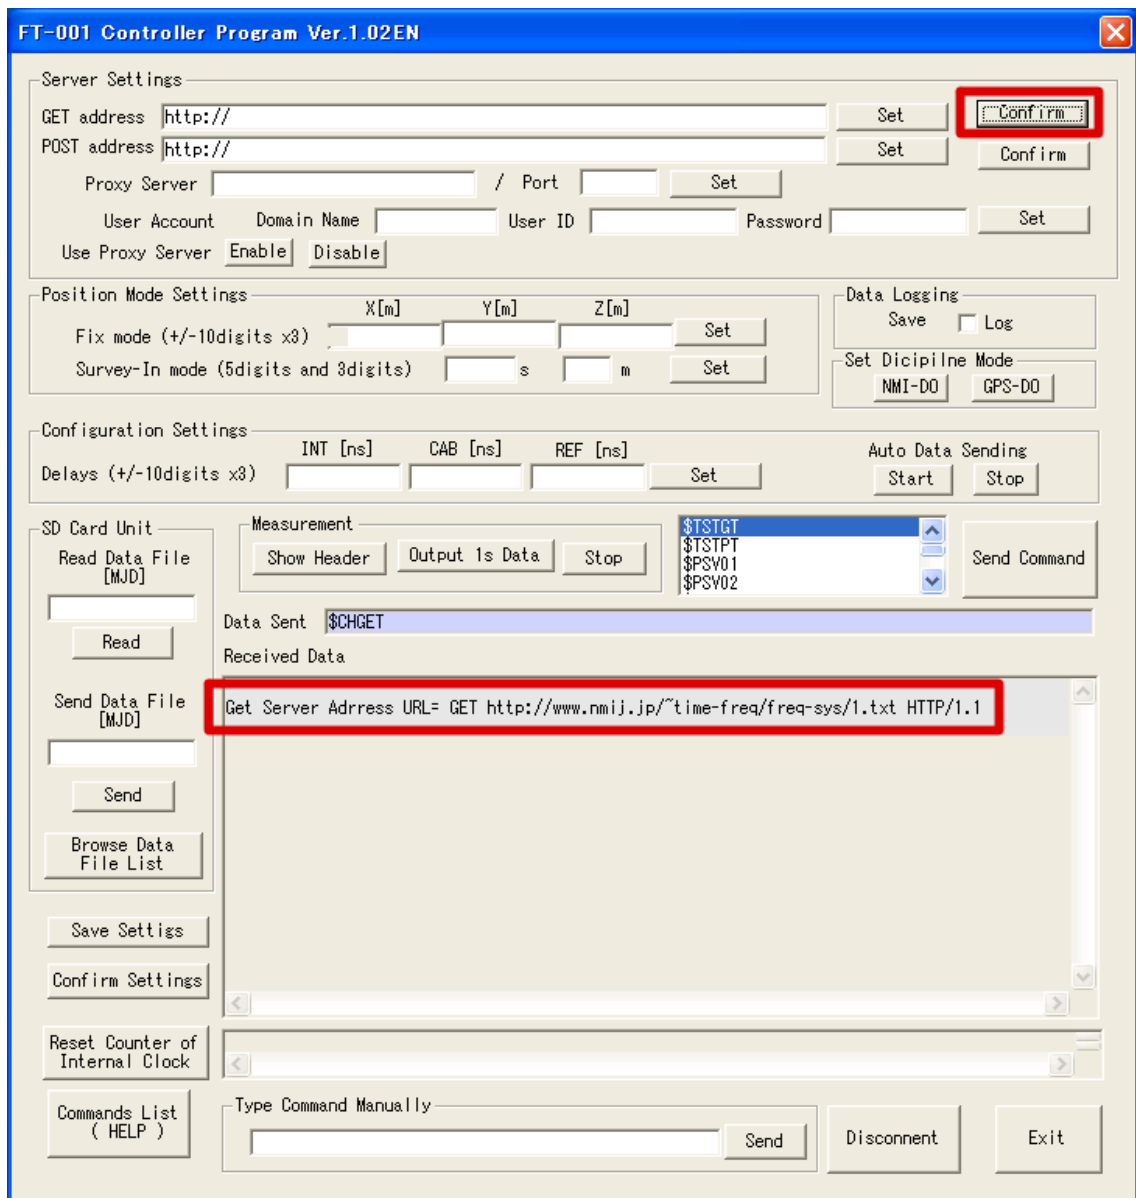 FT-001 Controller Program Ver.1.02EN
Server Settings
GET address http:// Set Confirm
POST address http:// Set Confirm
Proxy Server / Port Set
User Account Domain Name User ID Password Set
Use Proxy Server Enable Disable
Position Mode Settings
X[m] Y[m] Z[m]
Fix mode (+/-10digits x3) Set
Survey-In mode (5digits and 3digits) s m Set
Data Logging
Save Log
Set Dicipilne Mode
NMI-DO GPS-DO
Configuration Settings
INT [ns] CAB [ns] REF [ns]
Delays (+/-10digits x3) Set
Auto Data Sending
Start Stop
SD Card Unit
Read Data File
[MJD]
Read
Send Data File
[MJD]
Send
Browse Data
File List
Measurement
Show Header Output 1s Data Stop
$TSTGT
$TSTPT
$PSV01
$PSV02
Send Command
Data Sent $CHGET
Received Data
Get Server Adrress URL= GET http://www.nmij.jp/~time-freq/freq-sys/1.txt HTTP/1.1
Save Settigs
Confirm Settings
Reset Counter of
Internal Clock
Commands List
( HELP )
Type Command Manually
Send
Disconnent
Exit